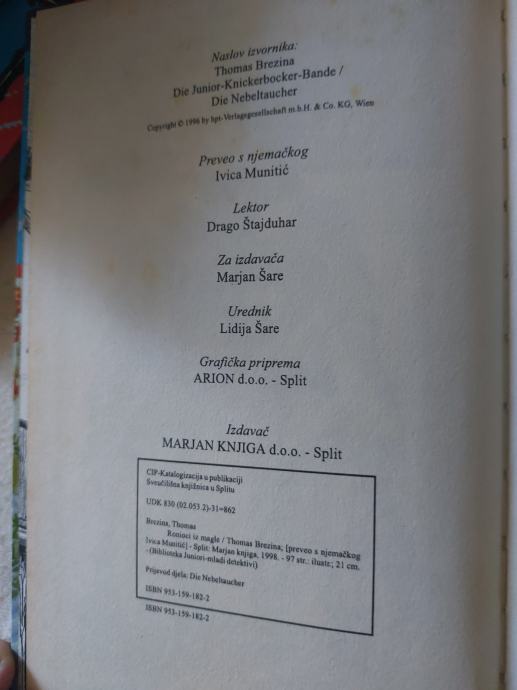 Naslov izvornika:
Thomas Brezina
Die Junior-Knickerbocker-Bande /
Die Nebeltaucher
Copyright © 1996 by hpt-Verlagsgesellschaft m.b.H. & Co. KG, Wien
Preveo s njemačkog
Ivica Munitić
Lektor
Drago Štajduhar
Za izdavača
Marjan Šare
Urednik
Lidija Šare
Grafička priprema
ARION d.o.o. - Split
Izdavač
MARJAN KNJIGA d.o.o. - Split
CIP-Katalogizacija u publikaciji
Sveučilišna knjižnica u Splitu
UDK 830 (02.053.2)-31=862
Brezina, Thomas
Ronioci iz magle / Thomas Brezina; [preveo s njemačkog
Ivica Munitić] - Split: Marjan knjiga, 1998. - 97 str.: ilustr.; 21 cm.
- (Biblioteka Juniori-mladi detektivi)
Prijevod djela: Die Nebeltaucher
ISBN 953-159-182-2
ISBN 953-159-182-2